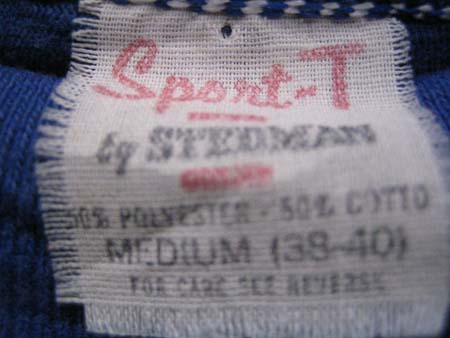 Sport-T
by STEDMAN
50% POLYESTER - 50% COTTO
MEDIUM (38-40)
FOR CARE SEE REVERSE